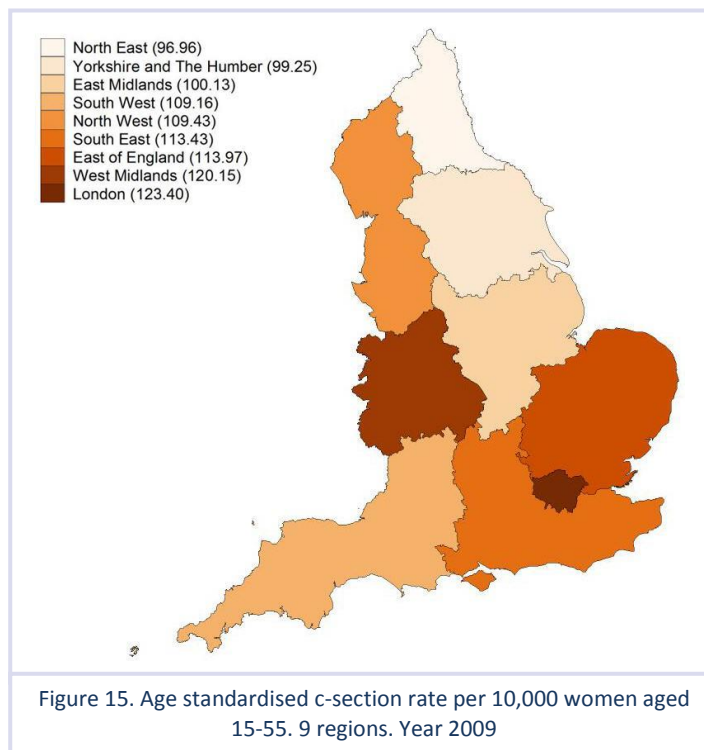 North East (96.96)
Yorkshire and The Humber (99.25)
East Midlands (100.13)
South West (109.16)
North West (109.43)
South East (113.43)
East of England (113.97)
West Midlands (120.15)
London (123.40)
Figure 15. Age standardised c-section rate per 10,000 women aged
15-55. 9 regions. Year 2009